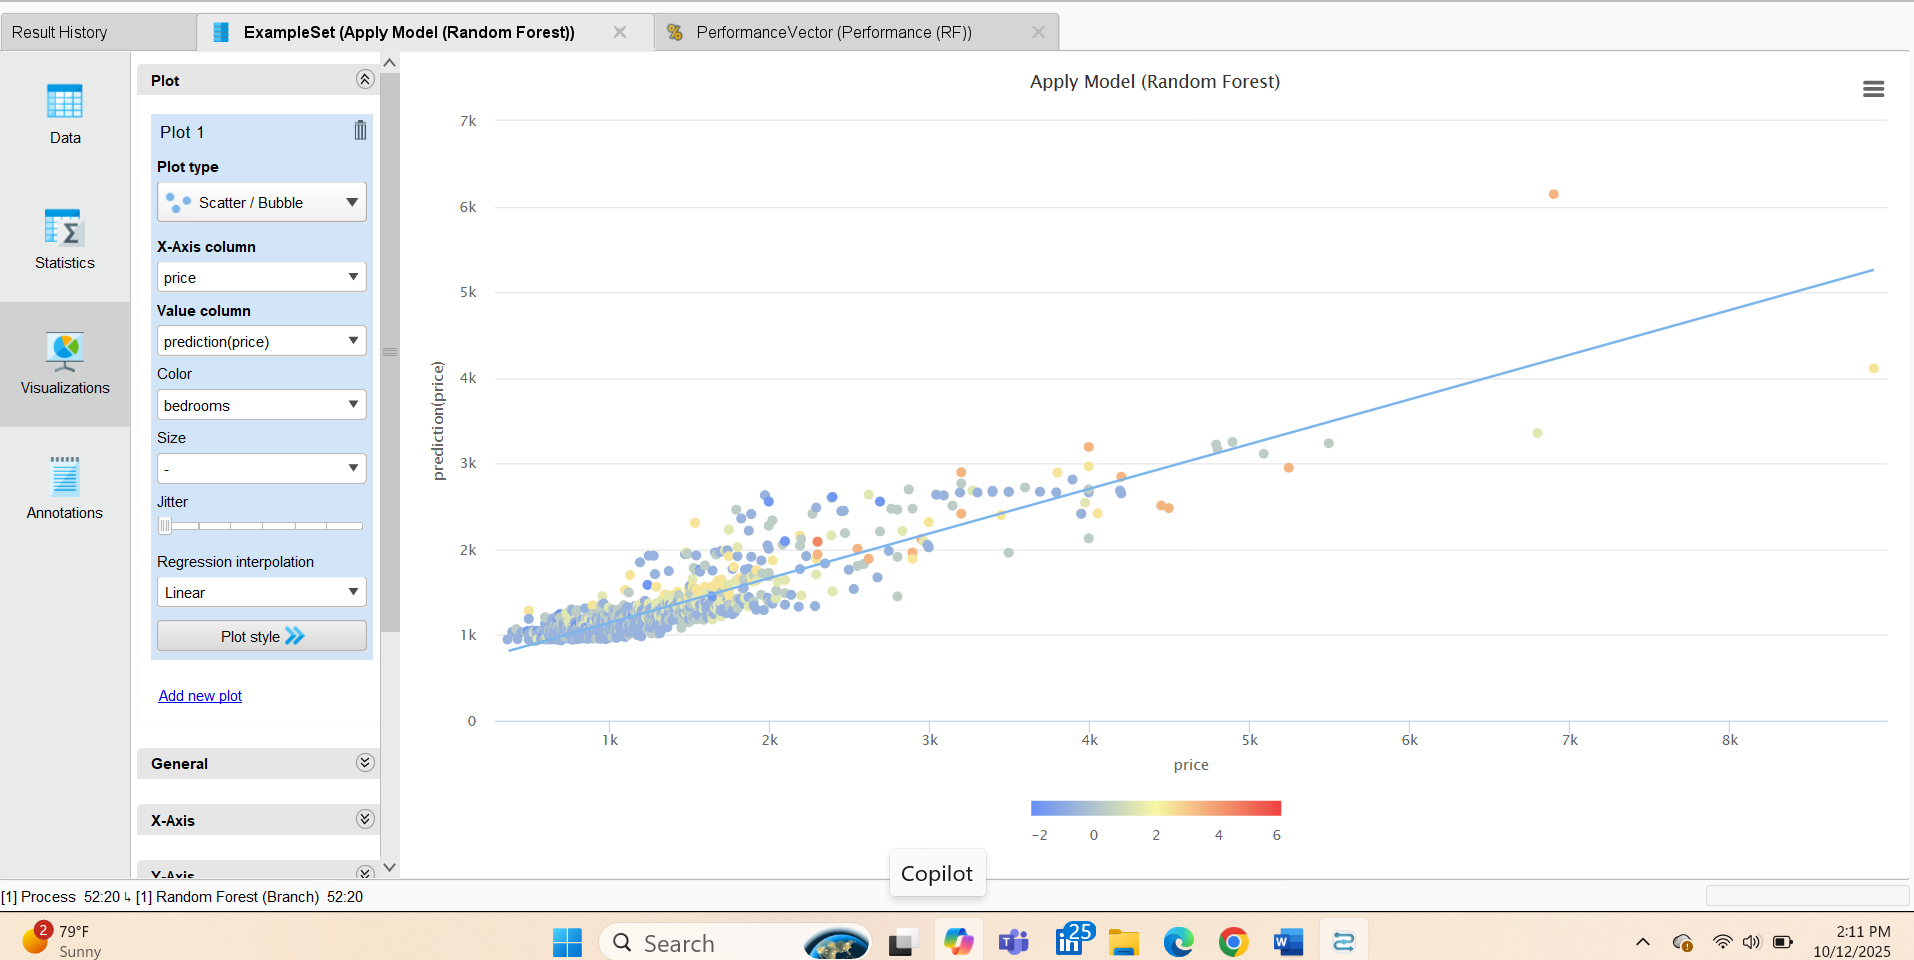 Result History
ExampleSet (Apply Model (Random Forest))
%
PerformanceVector (Performance (RF))
Data
Statistics
Visualizations
Annotations
Plot
Plot 1
Plot type
Scatter / Bubble
X-Axis column
price
Value column
prediction(price)
Color
bedrooms
Size
-
Jitter
Regression interpolation
Linear
Plot style
Add new plot
General
X-Axis
Y-Axis
Apply Model (Random Forest)
prediction(price)
7k
6k
5k
4k
3k
2k
1k
0
1k 2k 3k 4k 5k 6k 7k 8k
price
−2 0 2 4 6
Copilot
[1] Process 52:20 ↳ [1] Random Forest (Branch) 52:20
2
79°F
Sunny
Search
T
in
25
W
2:11 PM
10/12/2025